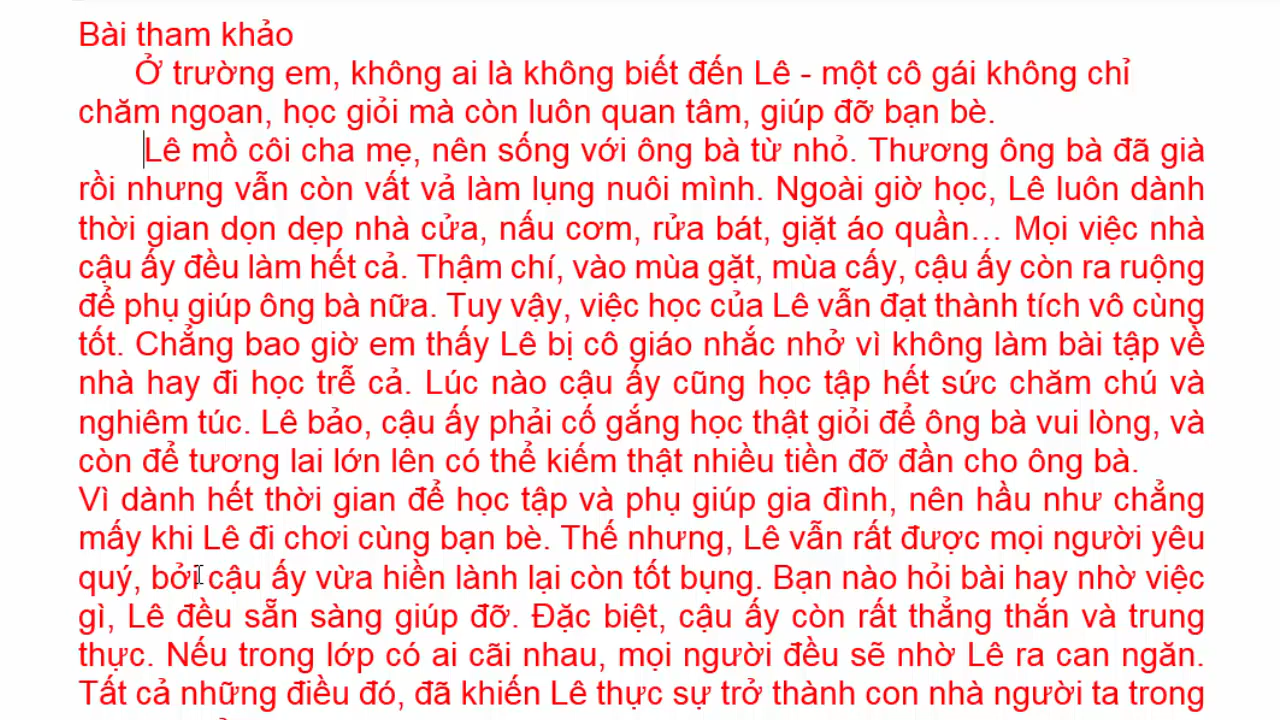 Bài tham khảo
Ở trường em, không ai là không biết đến Lê - một cô gái không chỉ
chăm ngoan, học giỏi mà còn luôn quan tâm, giúp đỡ bạn bè.
Lê mồ côi cha mẹ, nên sống với ông bà từ nhỏ. Thương ông bà đã già
rồi nhưng vẫn còn vất vả làm lụng nuôi mình. Ngoài giờ học, Lê luôn dành
thời gian dọn dẹp nhà cửa, nấu cơm, rửa bát, giặt áo quần... Mọi việc nhà
cậu ấy đều làm hết cả. Thậm chí, vào mùa gặt, mùa cấy, cậu ấy còn ra ruộng
để phụ giúp ông bà nữa. Tuy vậy, việc học của Lê vẫn đạt thành tích vô cùng
tốt. Chẳng bao giờ em thấy Lê bị cô giáo nhắc nhở vì không làm bài tập về
nhà hay đi học trễ cả. Lúc nào cậu ấy cũng học tập hết sức chăm chú và
nghiêm túc. Lê bảo, cậu ấy phải cố gắng học thật giỏi để ông bà vui lòng, và
còn để tương lai lớn lên có thể kiếm thật nhiều tiền đỡ đần cho ông bà.
Vì dành hết thời gian để học tập và phụ giúp gia đình, nên hầu như chẳng
mấy khi Lê đi chơi cùng bạn bè. Thế nhưng, Lê vẫn rất được mọi người yêu
quý, bởi cậu ấy vừa hiền lành lại còn tốt bụng. Bạn nào hỏi bài hay nhờ việc
gì, Lê đều sẵn sàng giúp đỡ. Đặc biệt, cậu ấy còn rất thẳng thắn và trung
thực. Nếu trong lớp có ai cãi nhau, mọi người đều sẽ nhờ Lê ra can ngăn.
Tất cả những điều đó, đã khiến Lê thực sự trở thành con nhà người ta trong